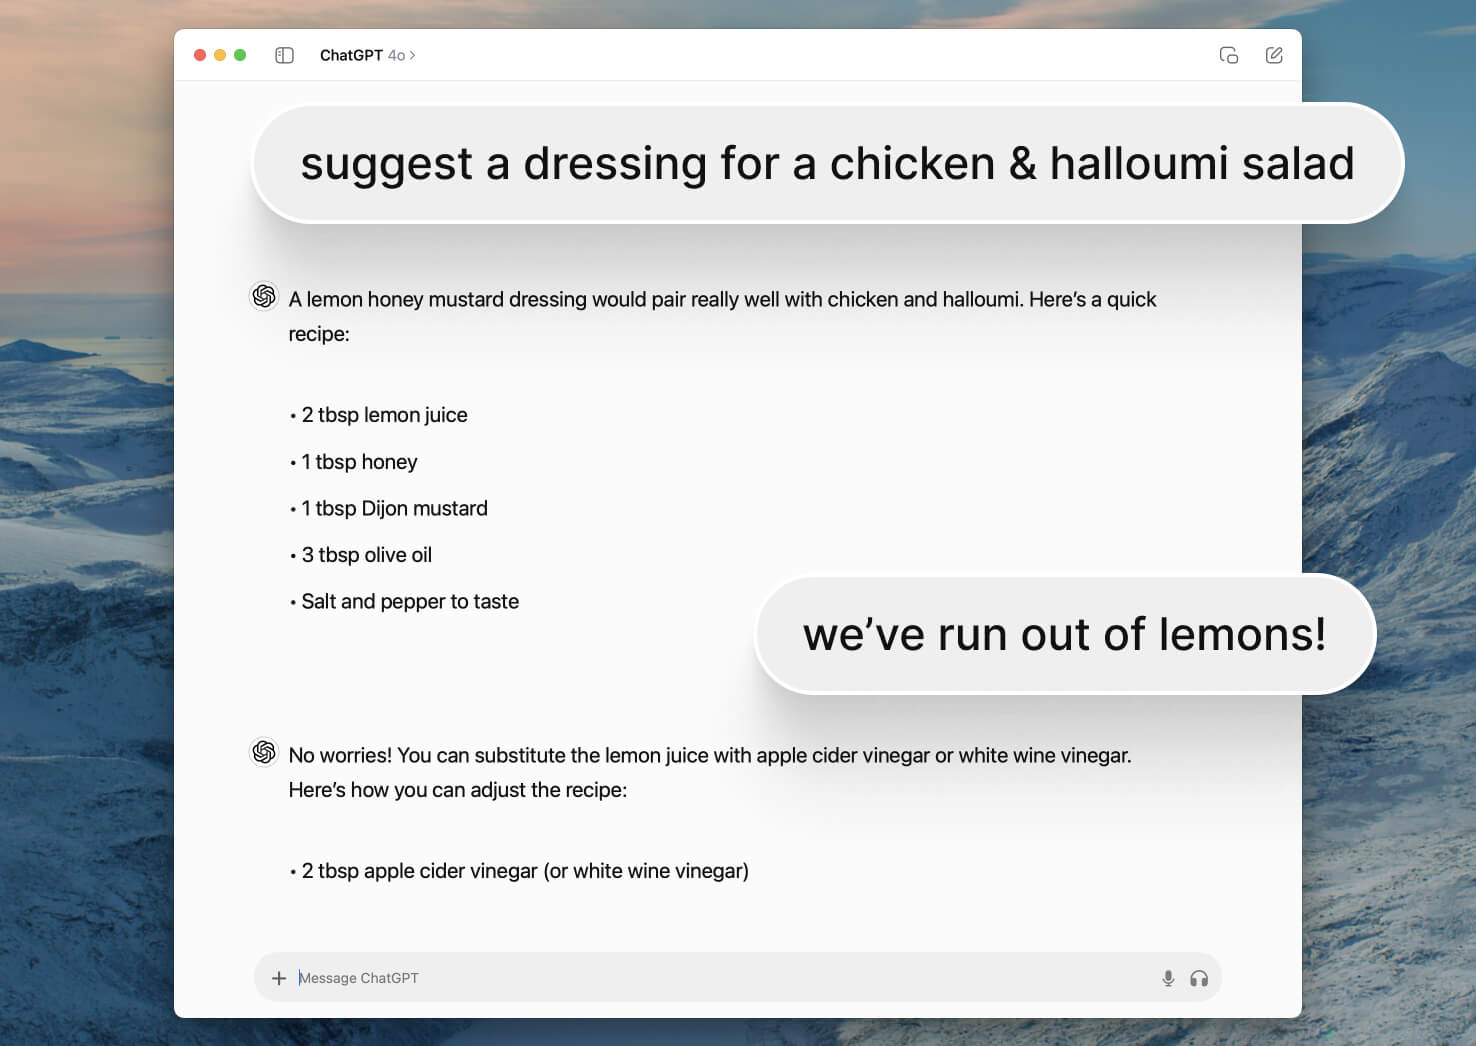 ChatGPT 4o >
suggest a dressing for a chicken & halloumi salad
A lemon honey mustard dressing would pair really well with chicken and halloumi. Here’s a quick
recipe:
• 2 tbsp lemon juice
• 1 tbsp honey
• 1 tbsp Dijon mustard
• 3 tbsp olive oil
• Salt and pepper to taste
we’ve run out of lemons!
No worries! You can substitute the lemon juice with apple cider vinegar or white wine vinegar.
Here’s how you can adjust the recipe:
• 2 tbsp apple cider vinegar (or white wine vinegar)
Message ChatGPT